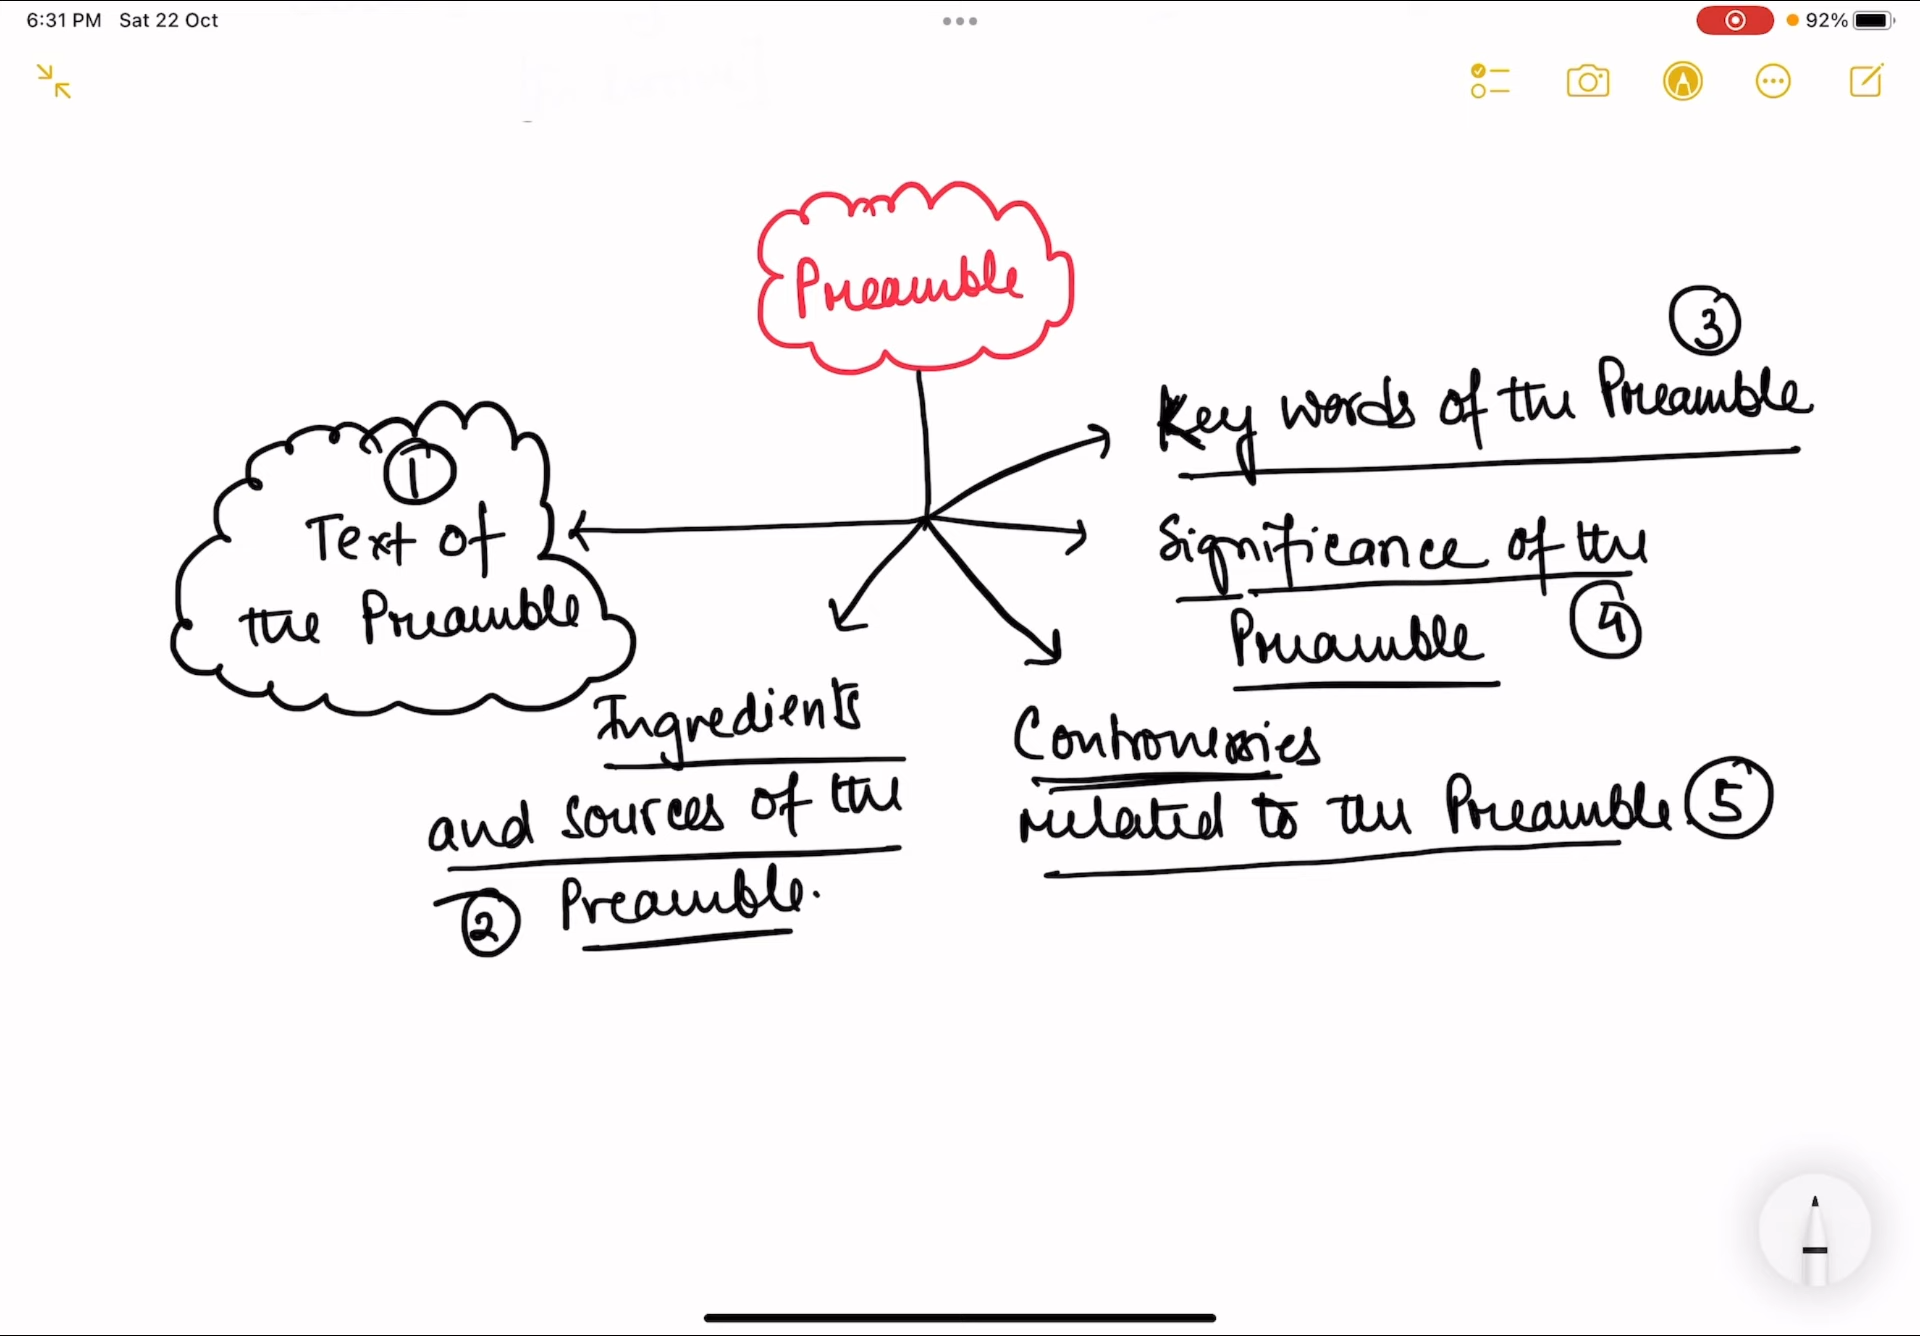 6:31 PM Sat 22 Oct
92%
Preamble
1
Text of
the Preamble
2
Ingredients
and sources of the
Preamble.
3
Key words of the Preamble
Significance of the
Preamble
4
Controversies
related to the Preamble.
5